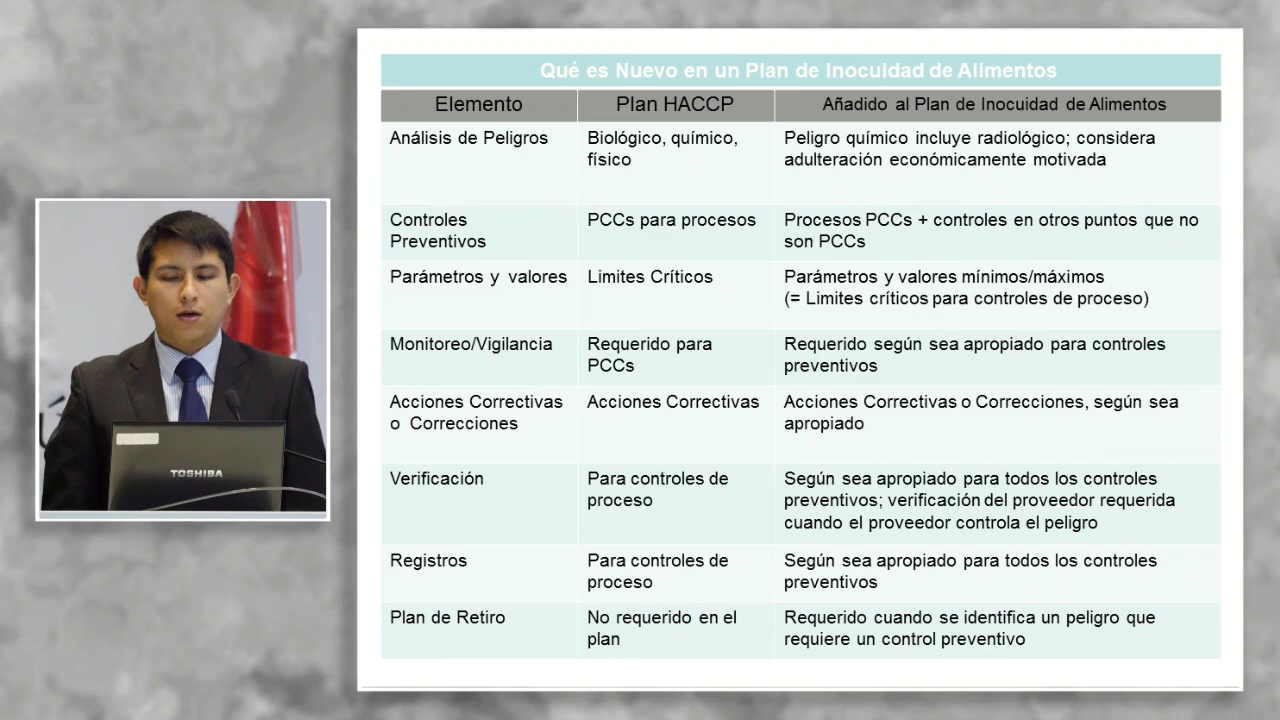 Qué es Nuevo en un Plan de Inocuidad de Alimentos
Elemento
Plan HACCP
Añadido al Plan de Inocuidad de Alimentos
Análisis de Peligros
Biológico, químico,
físico
Peligro químico incluye radiológico; considera
adulteración económicamente motivada
Controles
Preventivos
PCCs para procesos
Procesos PCCs + controles en otros puntos que no
son PCCs
Parámetros y valores
Limites Críticos
Parámetros y valores mínimos/máximos
(= Limites críticos para controles de proceso)
Monitoreo/Vigilancia
Requerido para
PCCs
Requerido según sea apropiado para controles
preventivos
Acciones Correctivas
o Correcciones
Acciones Correctivas
Acciones Correctivas o Correcciones, según sea
apropiado
Verificación
Para controles de
proceso
Según sea apropiado para todos los controles
preventivos; verificación del proveedor requerida
cuando el proveedor controla el peligro
Registros
Para controles de
proceso
Según sea apropiado para todos los controles
preventivos
Plan de Retiro
No requerido en el
plan
Requerido cuando se identifica un peligro que
requiere un control preventivo
TOSHIBA